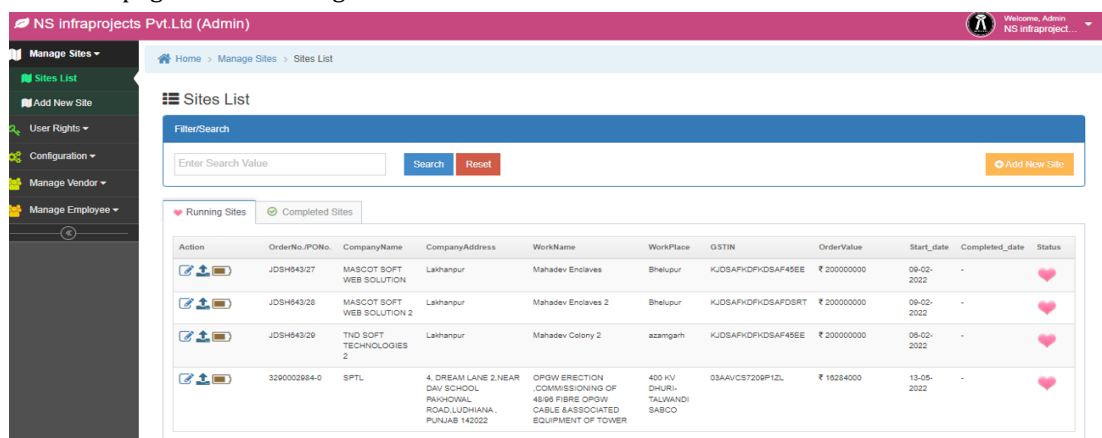 NS infraprojects Pvt.Ltd (Admin)
Welcome, Admin
NS infraproject...
Manage Sites
Sites List
Add New Site
User Rights
Configuration
Manage Vendor
Manage Employee
Home > Manage Sites > Sites List
Sites List
Filter/Search
Enter Search Value
Search Reset
Add New Site
Running Sites Completed Sites
Action OrderNo./PONo. CompanyName CompanyAddress WorkName WorkPlace GSTIN OrderValue Start_date Completed_date Status
JDSH643/27 MASCOT SOFT Lakhanpur Mahadev Enclaves Bhelupur KJDSAFKDFKDSAF45EE ₹ 200000000 09-02- -
WEB SOLUTION 2022
JDSH643/28 MASCOT SOFT Lakhanpur Mahadev Enclaves 2 Bhelupur KJDSAFKDFKDSAFDSRT ₹ 200000000 09-02- -
WEB SOLUTION 2 2022
JDSH643/29 TND SOFT Lakhanpur Mahadev Colony 2 azamgarh KJDSAFKDFKDSAF45EE ₹ 200000000 06-02- -
TECHNOLOGIES 2022
2
3290002984-0 SPTL 4, DREAM LANE 2,NEAR OPGW ERECTION 400 KV 03AAVCS7209P1ZL ₹ 16284000 13-05- -
DAV SCHOOL ,COMMISSIONING OF DHURI- 2022
PAKHOWAL 48/96 FIBRE OPGW TALWANDI
ROAD,LUDHIANA , CABLE &ASSOCIATED SABCO
PUNJAB 142022 EQUIPMENT OF TOWER